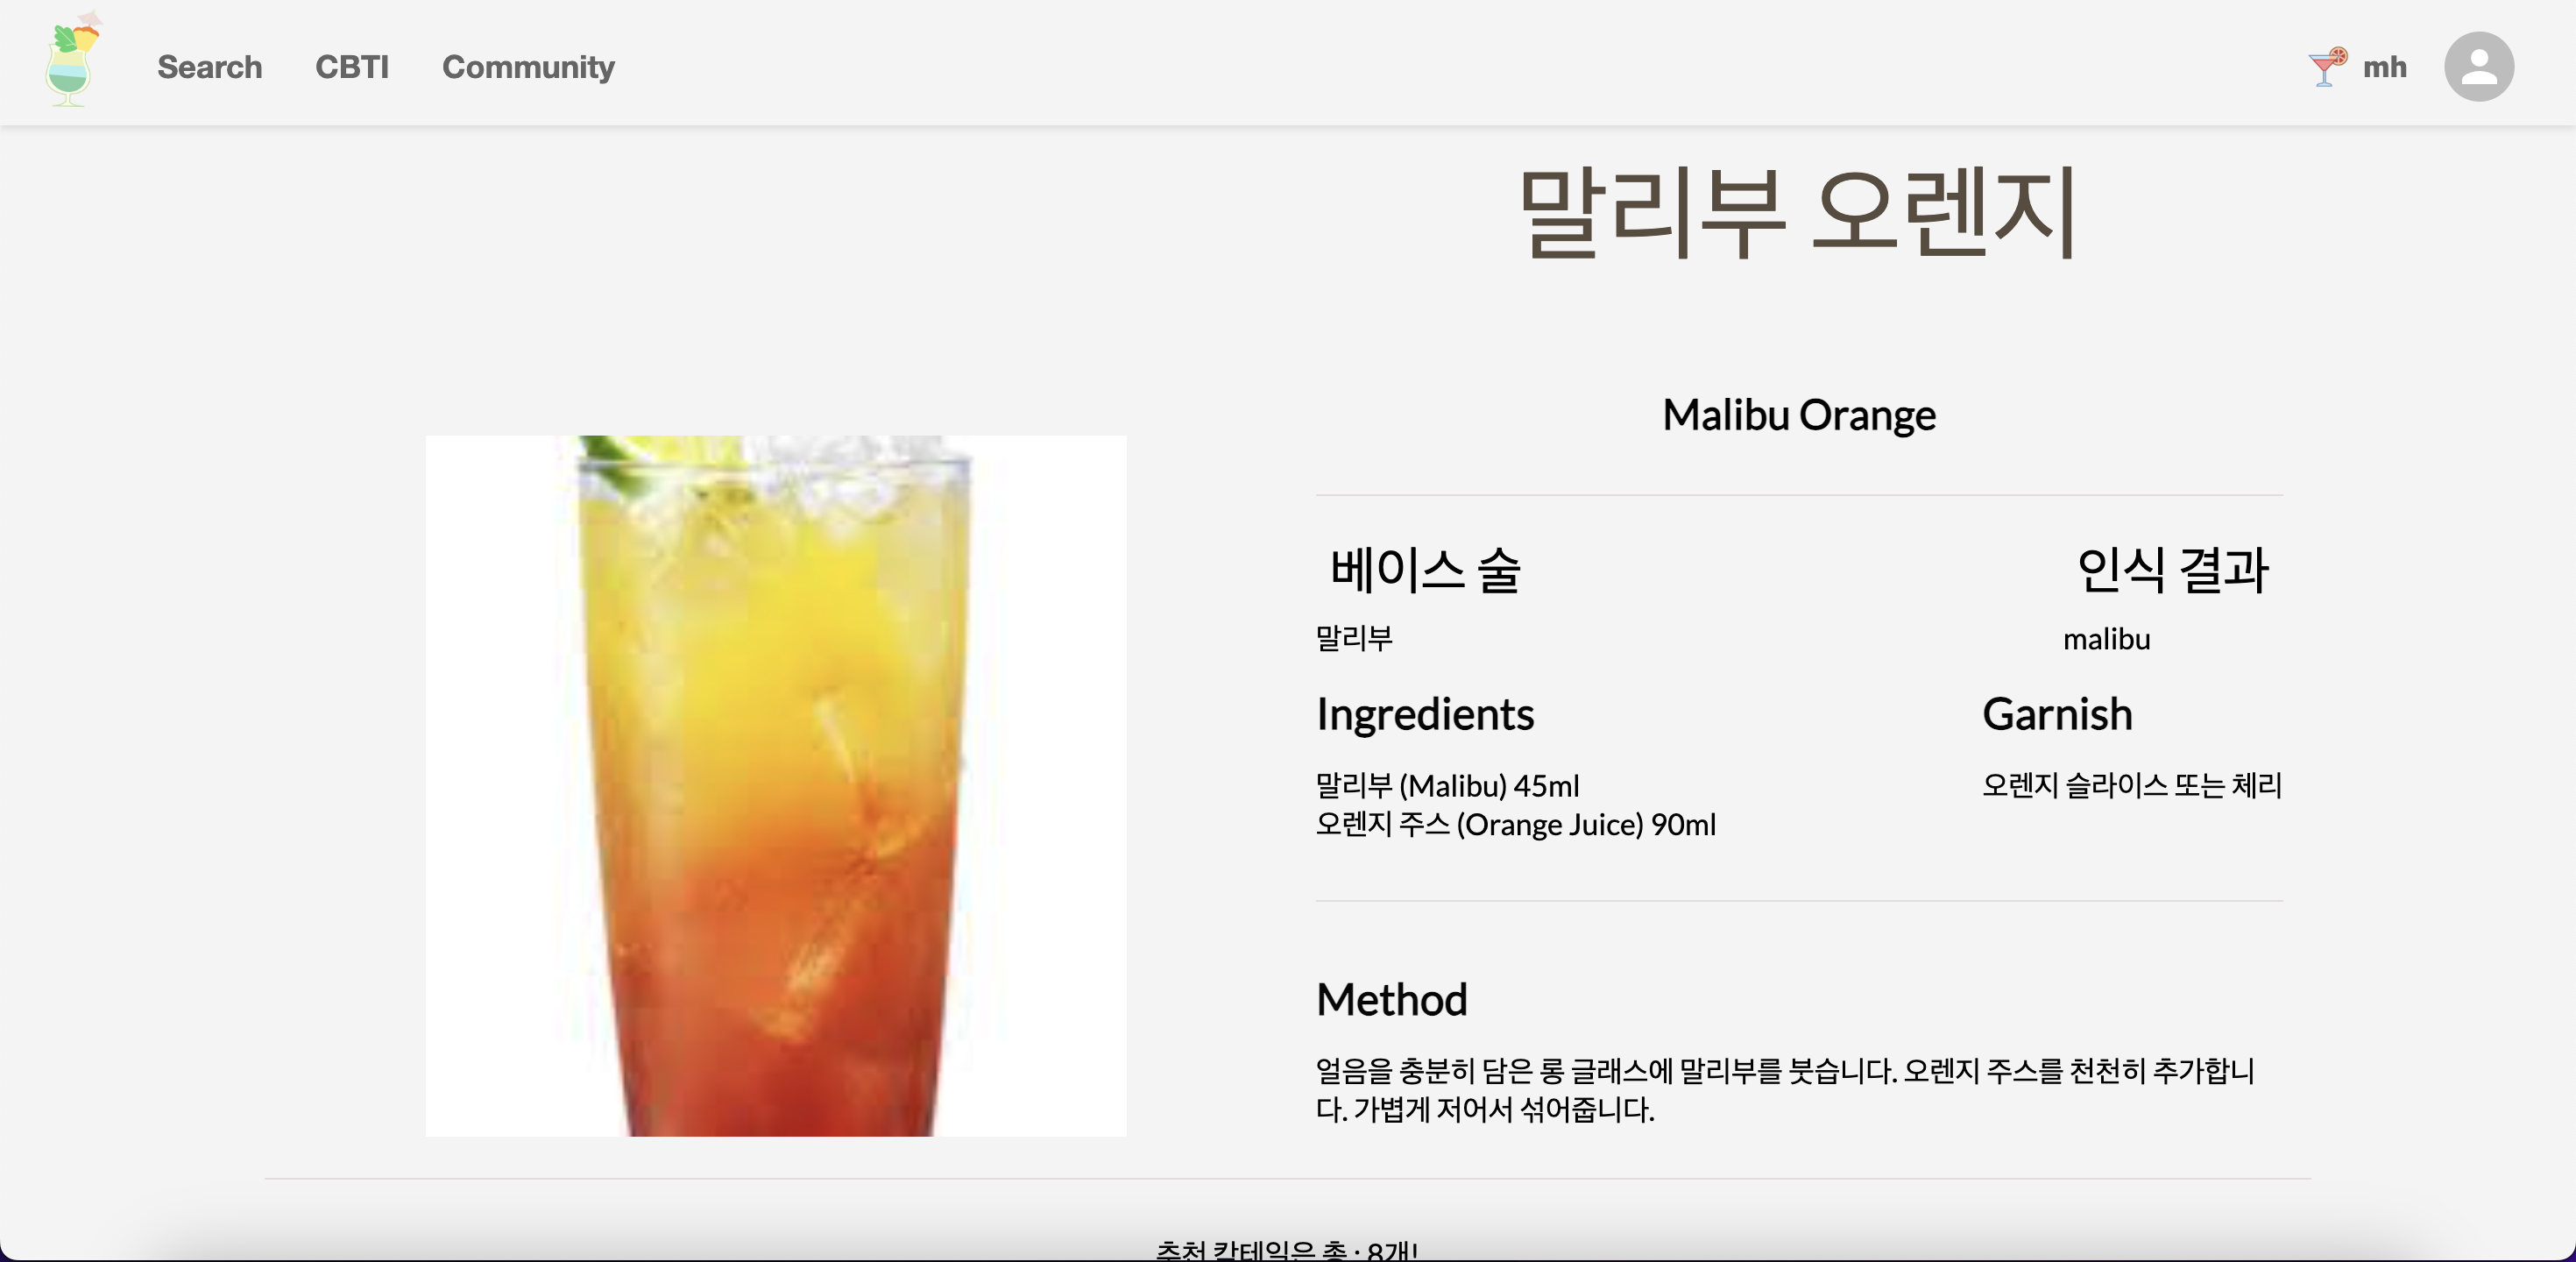 Search CBTI Community mh
말리부 오렌지
Malibu Orange
베이스 술 인식 결과
말리부 malibu
Ingredients Garnish
말리부 (Malibu) 45ml 오렌지 슬라이스 또는 체리
오렌지 주스 (Orange Juice) 90ml
Method
얼음을 충분히 담은 롱 글래스에 말리부를 붓습니다. 오렌지 주스를 천천히 추가합니
다. 가볍게 저어서 섞어줍니다.
추천 칵테일은 총 : 8개!